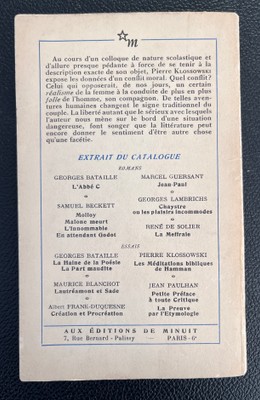 m
Au cours d'un colloque de nature scolastique et
d'allure presque pédante à force de se tenir à la
description exacte de son objet, Pierre KLOSSOWSKI
expose les données d'un conflit moral. Quel conflit?
Celui qui opposerait, de nos jours, un certain
réalisme de la femme à la conduite de plus en plus
folle de l'homme, son compagnon. De telles aven-
tures humaines changent le signe traditionnel du
couple. La liberté autant que le sérieux avec lesquels
l'auteur nous mène sur le bord d'une situation
dangereuse, font songer que la littérature peut
encore donner le sentiment d'être autre chose
qu'une facétie.
EXTRAIT DU CATALOGUE
ROMANS
GEORGES BATAILLE
L'Abbé C
SAMUEL BECKETT
Molloy
Malone meurt
L'Innommable
En attendant Godot
MARCEL GUERSANT
Jean-Paul
GEORGES LAMBRICHS
Chaystre
ou les plaisirs incommodes
RENÉ DE SOLIER
La Meffraie
ESSAIS
GEORGES BATAILLE
La Haine de la Poésie
La Part maudite
MAURICE BLANCHOT
Lautréamont et Sade
Albert FRANK-DUQUESNE
Création et Procréation
PIERRE KLOSSOWSKI
Les Méditations bibliques
de Hamman
JEAN PAULHAN
Petite Préface
à toute Critique
La Preuve
par l'Etymologie
AUX ÉDITIONS DE MINUIT
7, Rue Bernard-Palissy - PARIS-6e